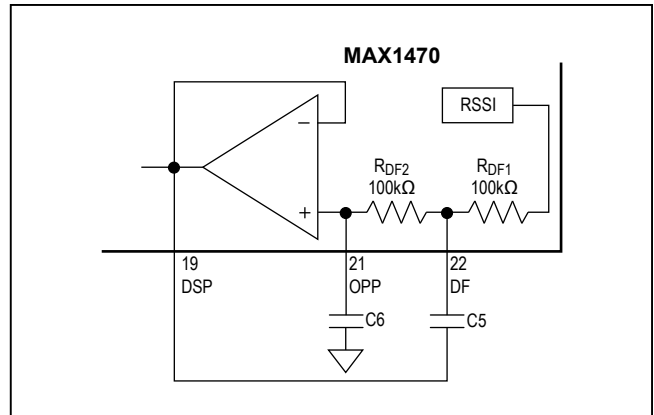 MAX1470
RSSI
RDF2
100kΩ
RDF1
100kΩ
−
+
19
DSP
21
OPP
22
DF
C6
C5